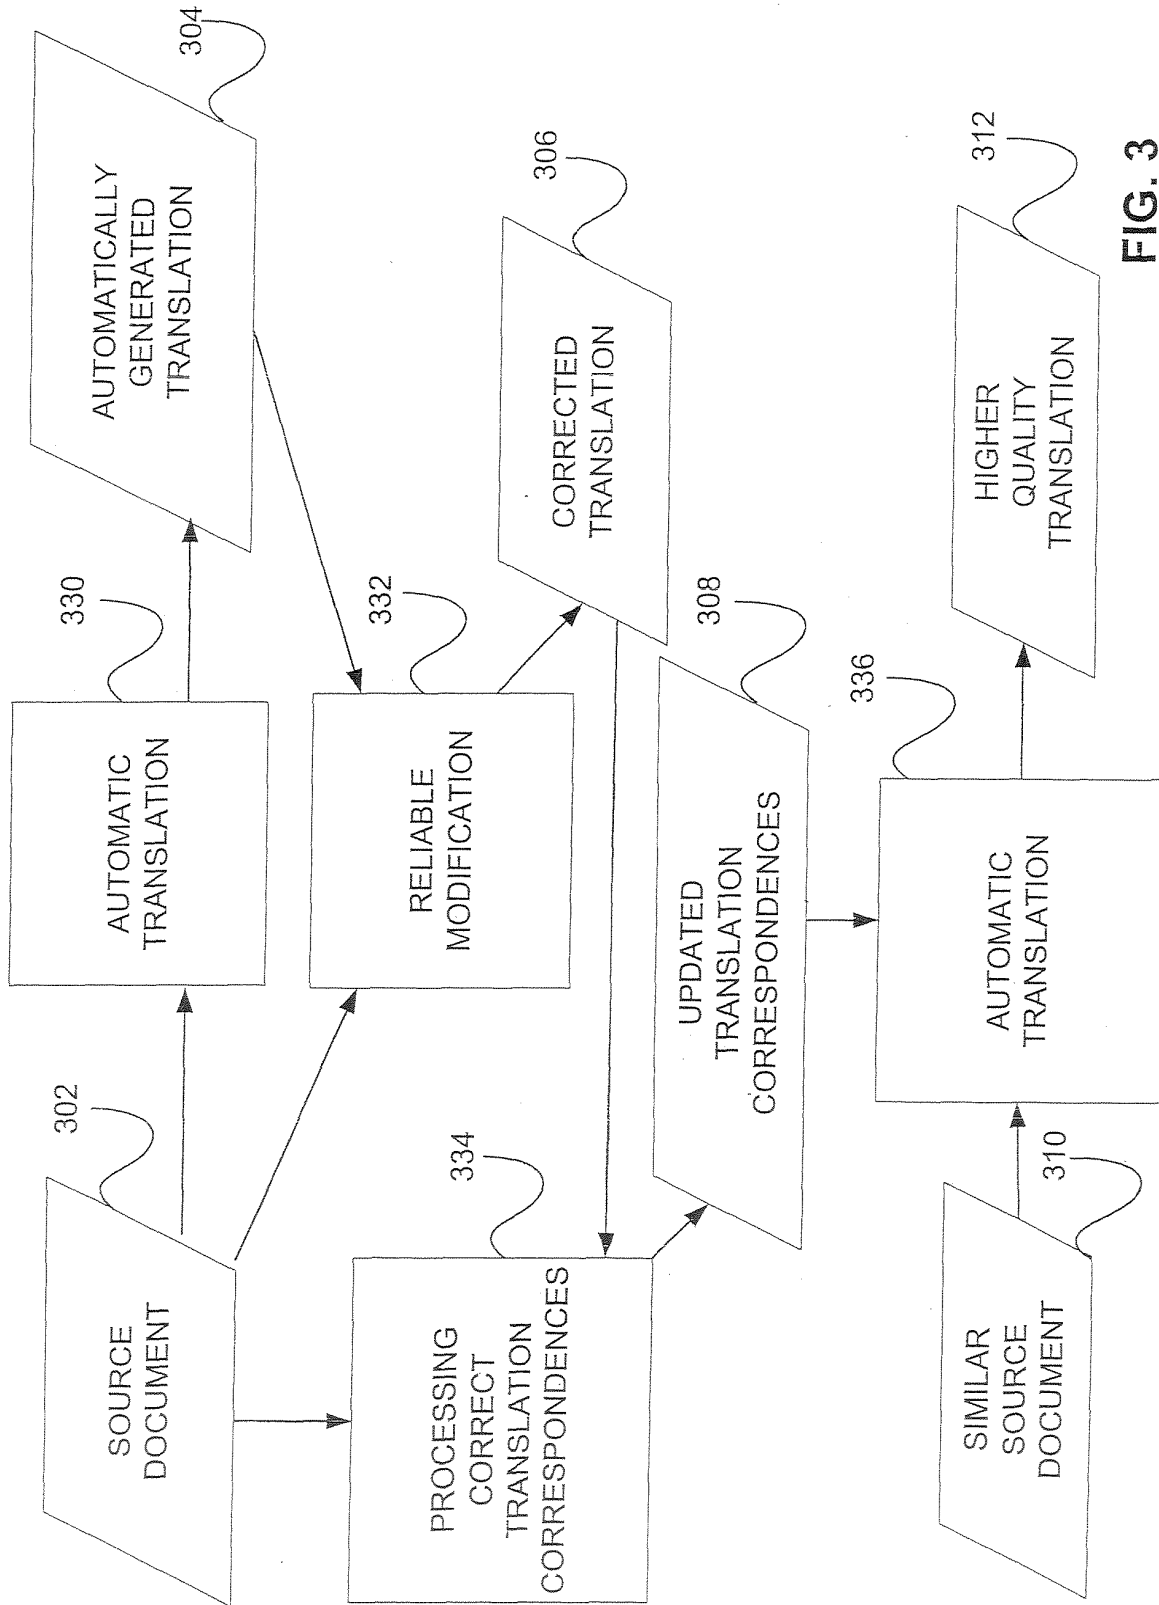 302
SOURCE
DOCUMENT
330
AUTOMATIC
TRANSLATION
304
AUTOMATICALLY
GENERATED
TRANSLATION
334
PROCESSING
CORRECT
TRANSLATION
CORRESPONDENCES
332
RELIABLE
MODIFICATION
306
CORRECTED
TRANSLATION
308
UPDATED
TRANSLATION
CORRESPONDENCES
310
SIMILAR
SOURCE
DOCUMENT
336
AUTOMATIC
TRANSLATION
312
HIGHER
QUALITY
TRANSLATION
FIG. 3